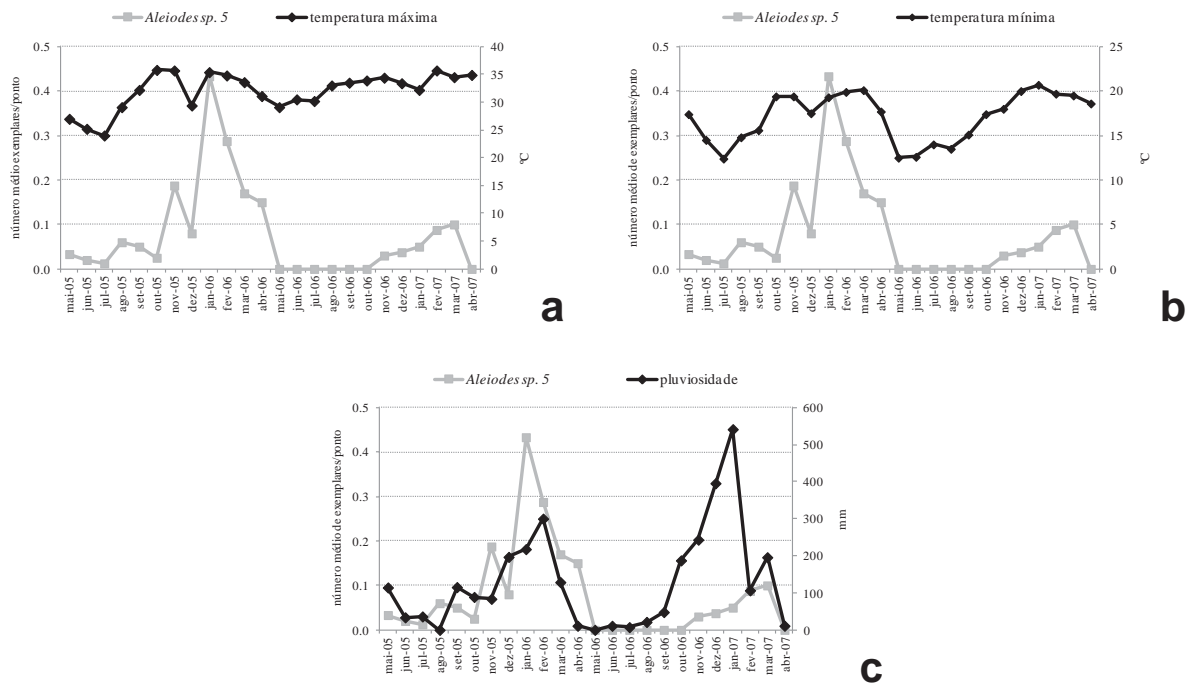 Aleiodes sp. 5 temperatura máxima
número médio exemplares/ponto
0.5
0.4
0.3
0.2
0.1
0.0
40
35
30
25
20
15
10
5
0
ºC
mai-05 jun-05 jul-05 ago-05 set-05 out-05 nov-05 dez-05 jan-06 fev-06 mar-06 abr-06 mai-06 jun-06 jul-06 ago-06 set-06 out-06 nov-06 dez-06 jan-07 fev-07 mar-07 abr-07
a
Aleiodes sp. 5 temperatura mínima
número médio de exemplares/ponto
0.5
0.4
0.3
0.2
0.1
0.0
25
20
15
10
5
0
ºC
mai-05 jun-05 jul-05 ago-05 set-05 out-05 nov-05 dez-05 jan-06 fev-06 mar-06 abr-06 mai-06 jun-06 jul-06 ago-06 set-06 out-06 nov-06 dez-06 jan-07 fev-07 mar-07 abr-07
b
Aleiodes sp. 5 pluviosidade
número médio de exemplares/ponto
0.5
0.4
0.3
0.2
0.1
0.0
600
500
400
300
200
100
0
mm
mai-05 jun-05 jul-05 ago-05 set-05 out-05 nov-05 dez-05 jan-06 fev-06 mar-06 abr-06 mai-06 jun-06 jul-06 ago-06 set-06 out-06 nov-06 dez-06 jan-07 fev-07 mar-07 abr-07
c